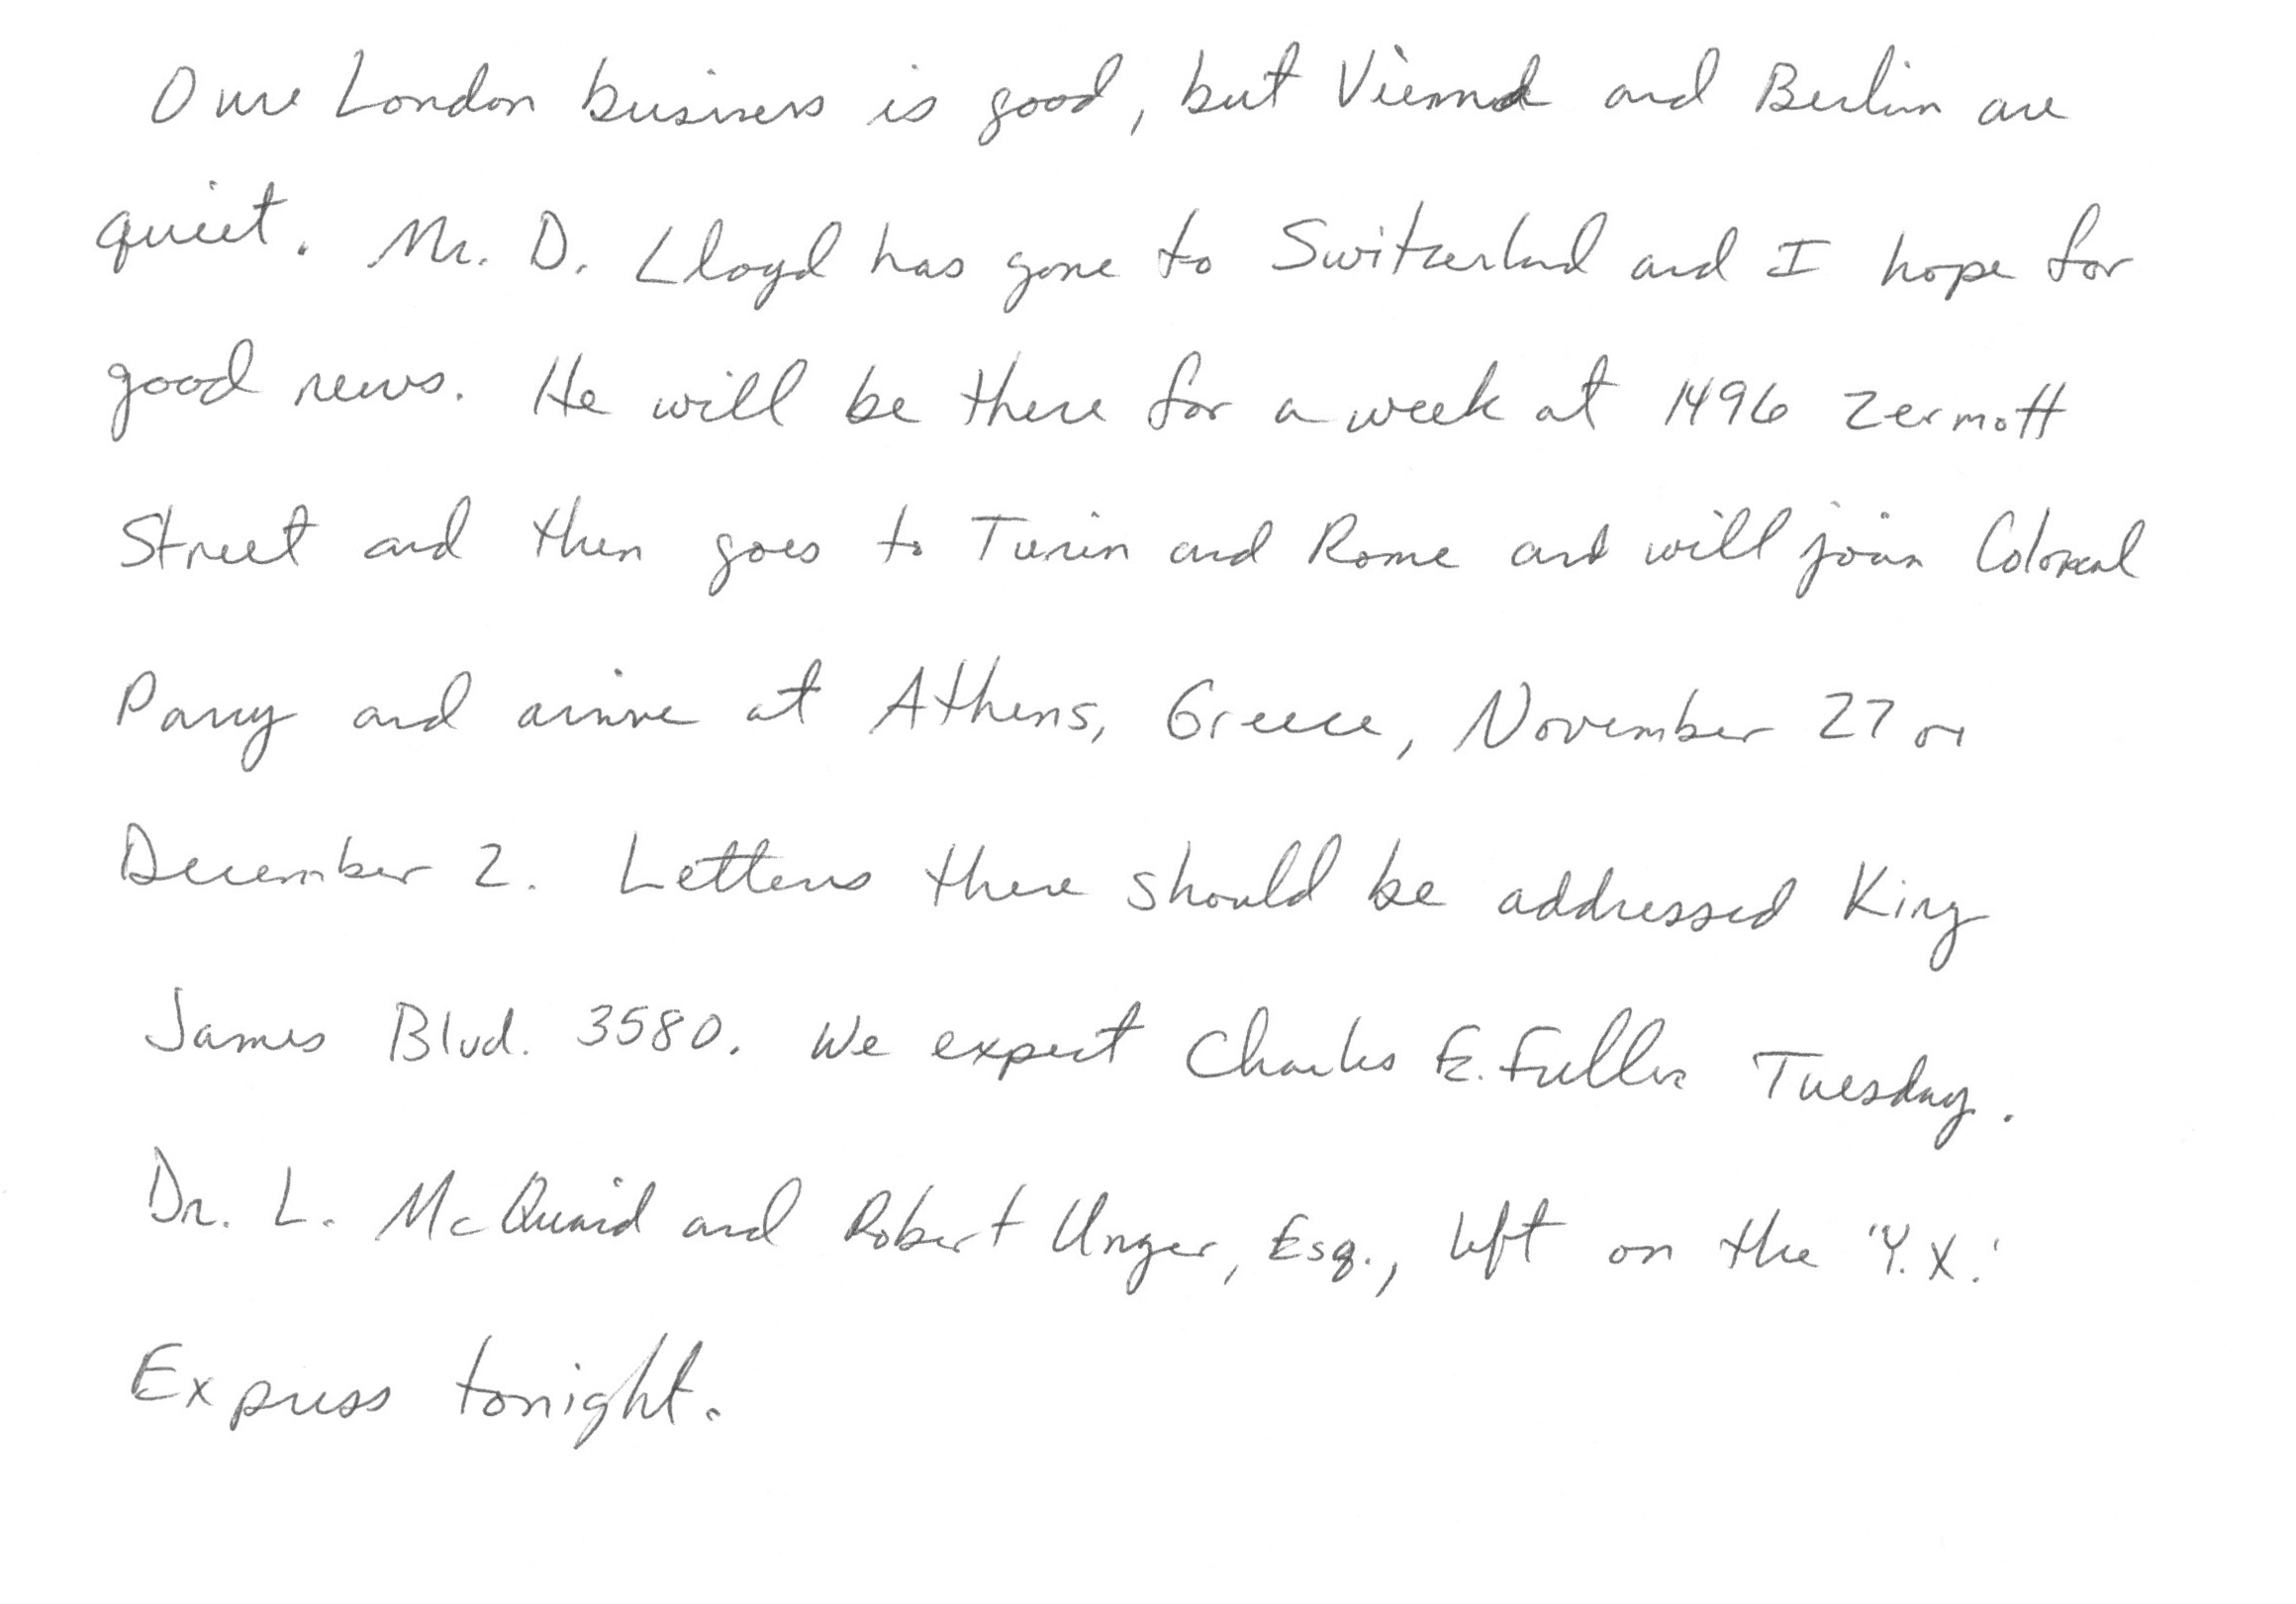 Our London business is good, but Vienna and Berlin are
quiet. Mr. D. Lloyd has gone to Switzerland and I hope for
good news. He will be there for a week at 1496 Zermott
Street and then goes to Turin and Rome and will join Colonel
Parry and arrive at Athens, Greece, November 27 or
December 2. Letters there should be addressed King
James Blvd. 3580. We expect Charles E. Fuller Tuesday.
Dr. L. McQuaid and Robert Unger, Esq., left on the 'Y.X.'
Express tonight.